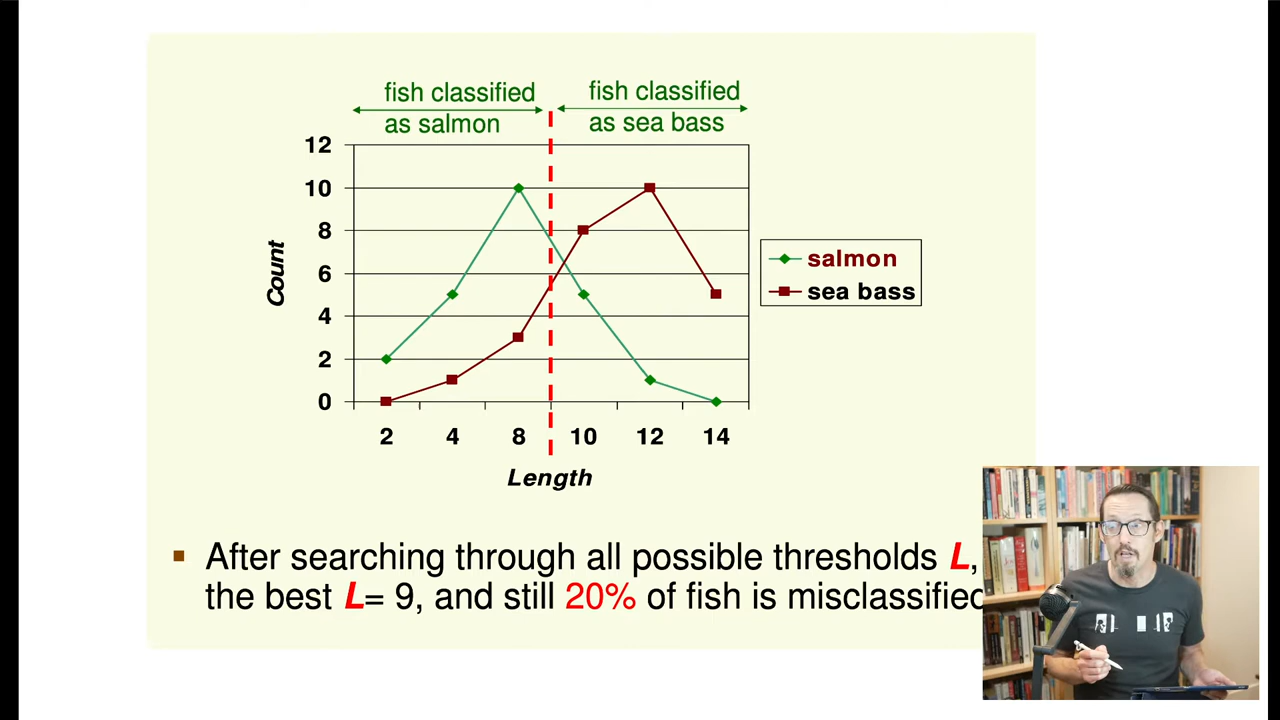 fish classified
as salmon
fish classified
as sea bass
12
10
8
6
4
2
0
Count
2 4 8 10 12 14
Length
salmon
sea bass
After searching through all possible thresholds L,
the best L= 9, and still 20% of fish is misclassified